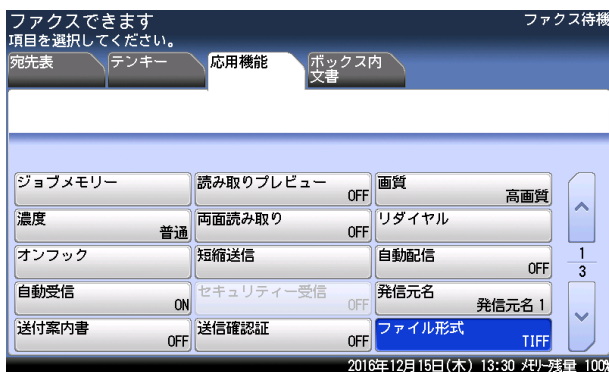 ファクスできます
ファクス待機
項目を選択してください。
宛先表
テンキー
応用機能
ボックス内
文書
ジョブメモリー
読み取りプレビュー
OFF
画質
高画質
濃度
普通
両面読み取り
OFF
リダイヤル
オンフック
短縮送信
自動配信
OFF
1
3
自動受信
ON
セキュリティー受信
OFF
発信元名
発信元名 1
送付案内書
OFF
送信確認証
OFF
ファイル形式
TIFF
2016年12月15日(木) 13:30 メモリー残量 100%